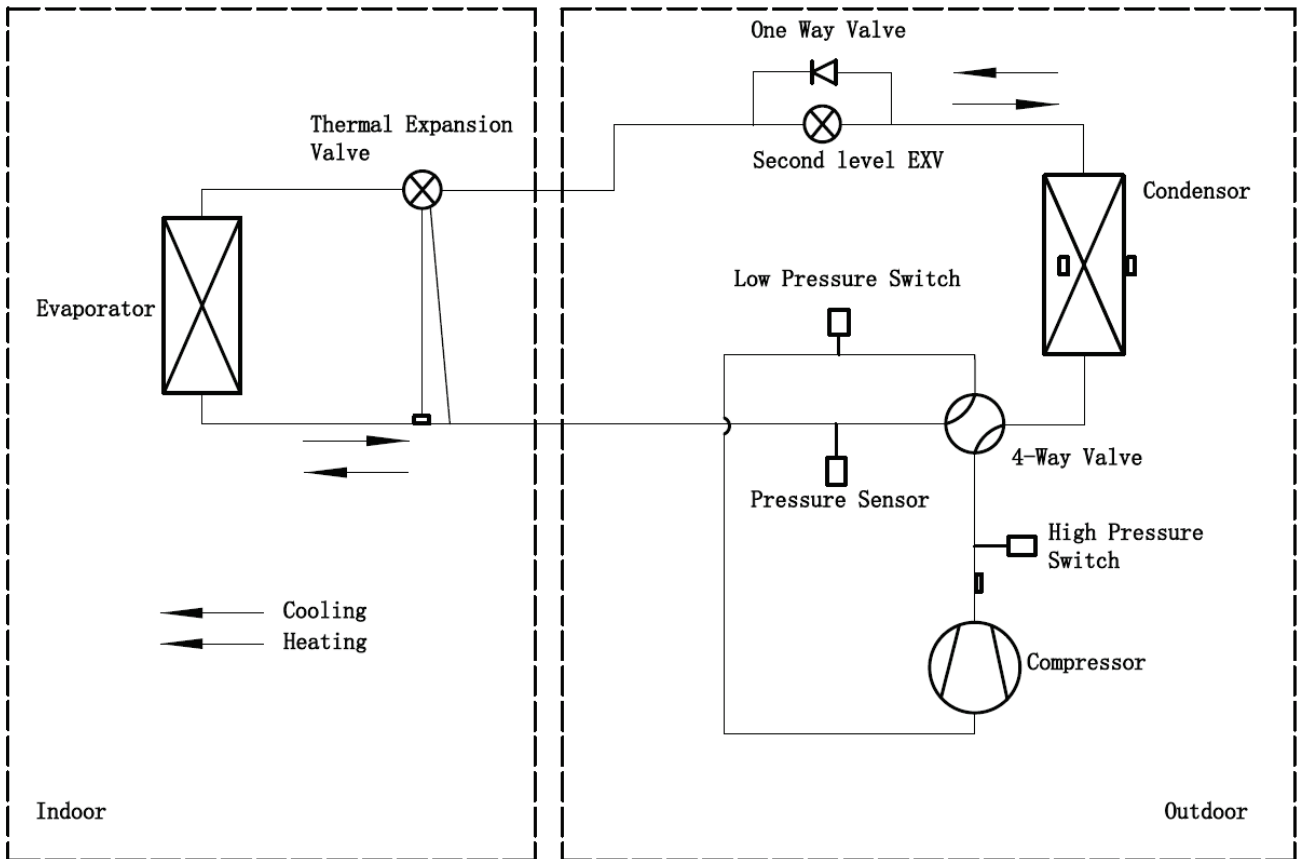 One Way Valve
Thermal Expansion
Valve
Second level EXV
Condensor
Low Pressure Switch
Evaporator
4-Way Valve
Pressure Sensor
High Pressure
Switch
Cooling
Heating
Compressor
Indoor
Outdoor